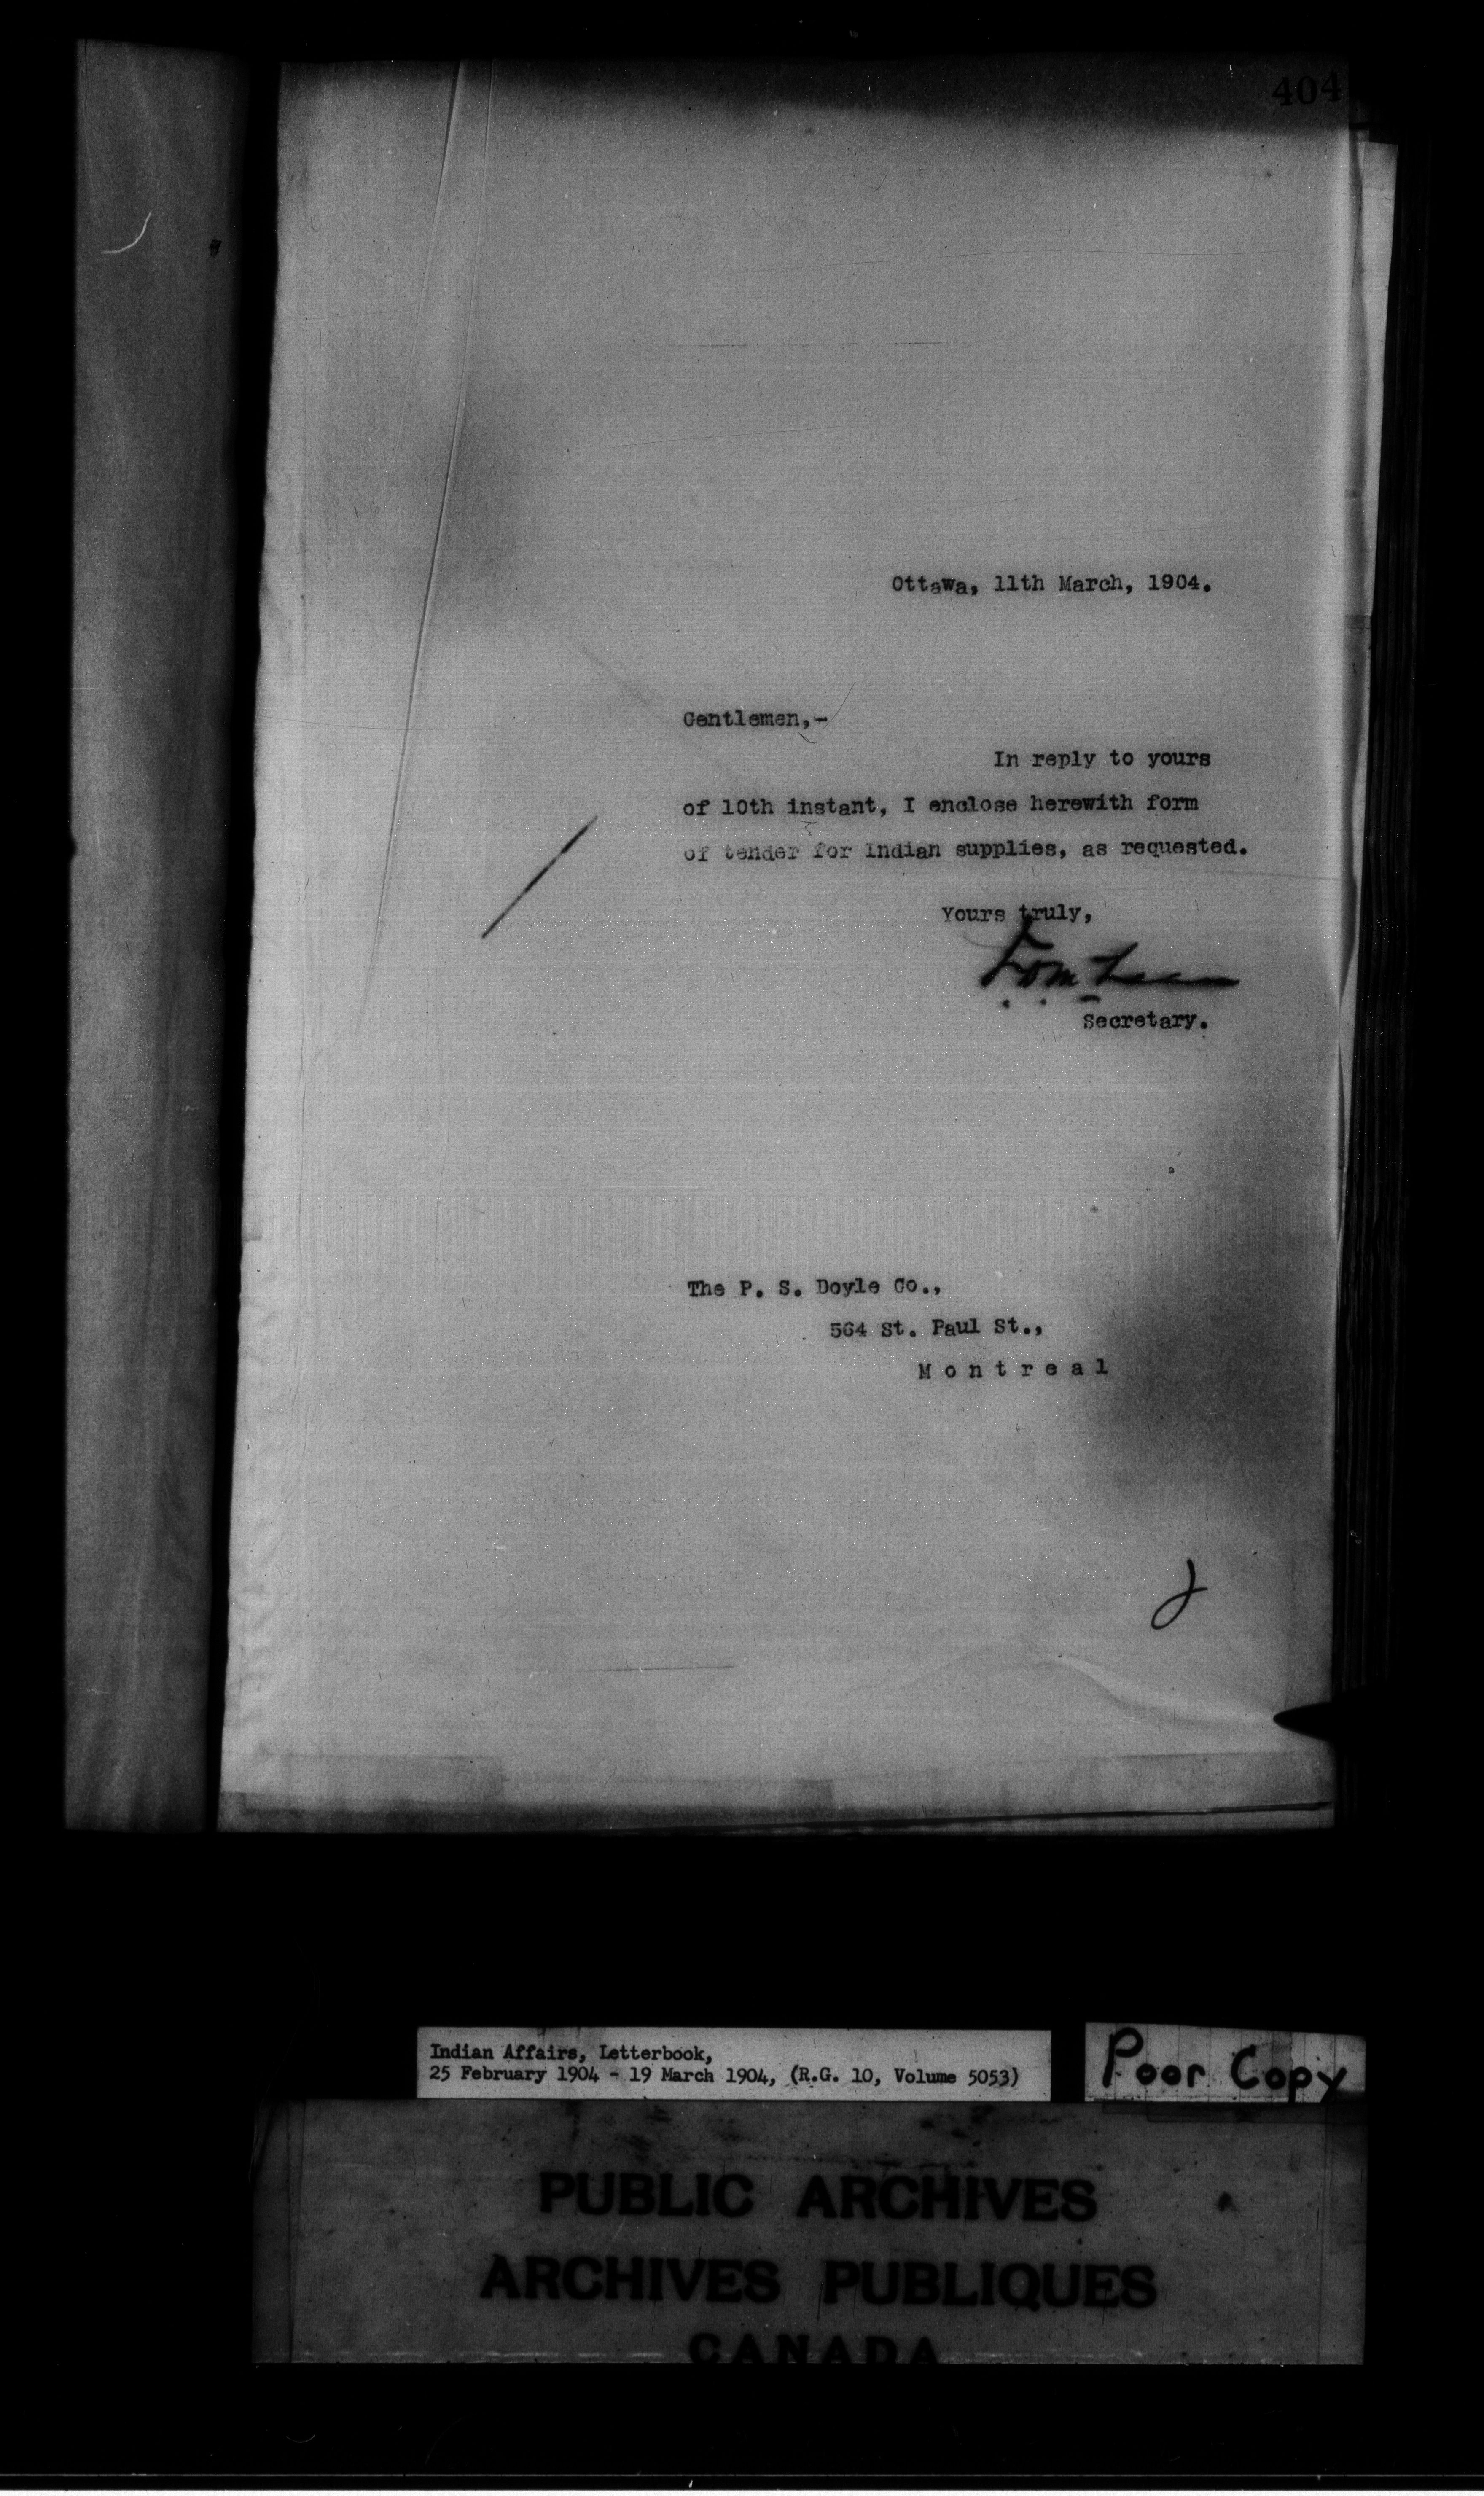 404
Ottawa, 11th March, 1904.
Gentlemen,-
In reply to yours
of 10th instant, I enclose herewith form
of tender for Indian supplies, as requested.
Yours truly,
Secretary.
The P. S. Doyle Co.,
564 St. Paul St.,
Montreal
Indian Affairs, Letterbook,
25 February 1904 - 19 March 1904, (R.G. 10, Volume 5053)
Poor Copy
PUBLIC ARCHIVES
ARCHIVES PUBLIQUES
CANADA